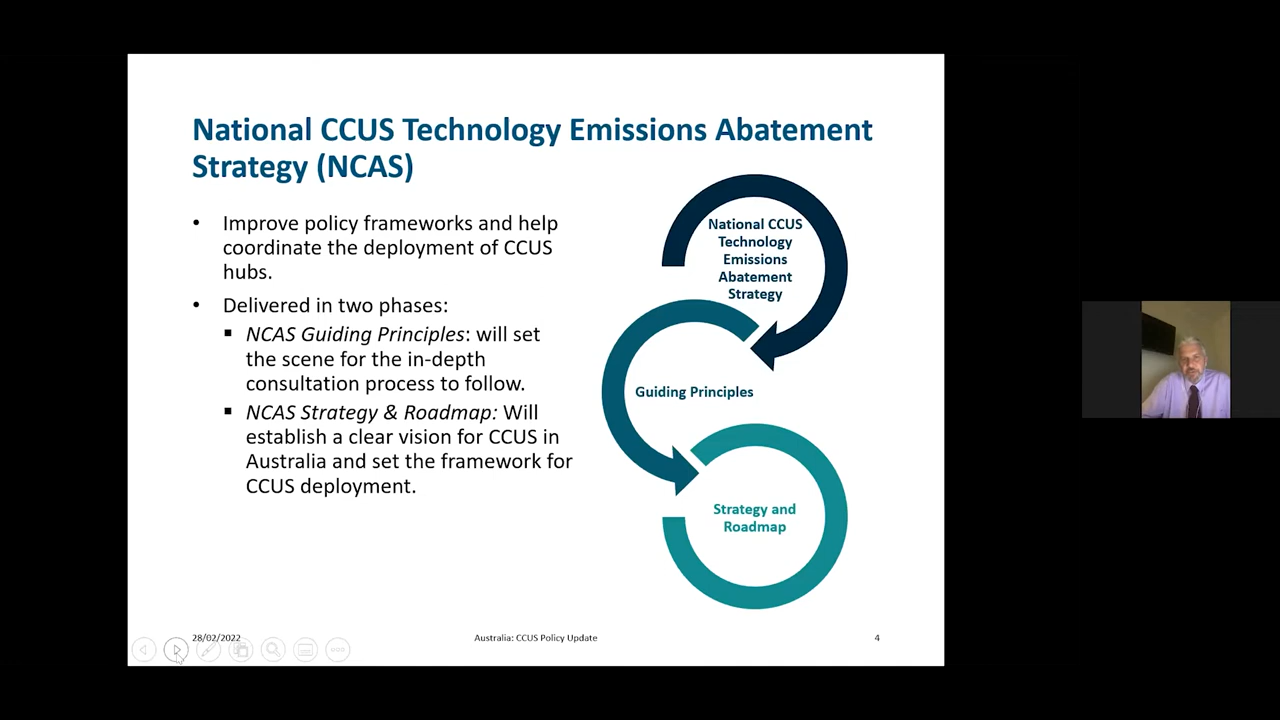 National CCUS Technology Emissions Abatement
Strategy (NCAS)
• Improve policy frameworks and help
coordinate the deployment of CCUS
hubs.
• Delivered in two phases:
▪ NCAS Guiding Principles: will set
the scene for the in-depth
consultation process to follow.
▪ NCAS Strategy & Roadmap: Will
establish a clear vision for CCUS in
Australia and set the framework for
CCUS deployment.
National CCUS
Technology
Emissions
Abatement
Strategy
Guiding Principles
Strategy and
Roadmap
28/02/2022
Australia: CCUS Policy Update
4